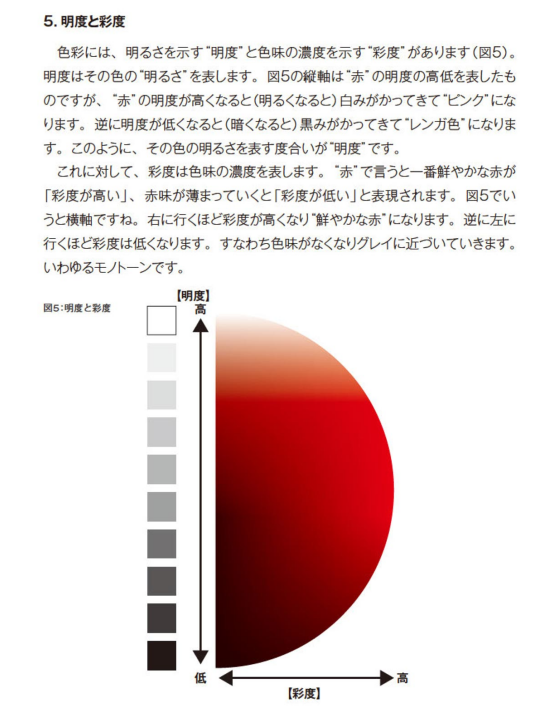 5. 明度と彩度
色彩には、明るさを示す“明度”と色味の濃度を示す“彩度”があります（図5）。
明度はその色の“明るさ”を表します。図5の縦軸は“赤”の明度の高低を表したも
のですが、“赤”の明度が高くなると（明るくなると）白みがかってきて“ピンク”にな
ります。逆に明度が低くなると（暗くなると）黒みがかってきて“レンガ色”になりま
す。このように、その色の明るさを表す度合いが“明度”です。
これに対して、彩度は色味の濃度を表します。“赤”で言うと一番鮮やかな赤が
「彩度が高い」、赤味が薄まっていくと「彩度が低い」と表現されます。図5でい
うと横軸ですね。右に行くほど彩度が高くなり“鮮やかな赤”になります。逆に左に
行くほど彩度は低くなります。すなわち色味がなくなりグレイに近づいていきます。
いわゆるモノトーンです。
図5：明度と彩度
【明度】
高
低
高
【彩度】